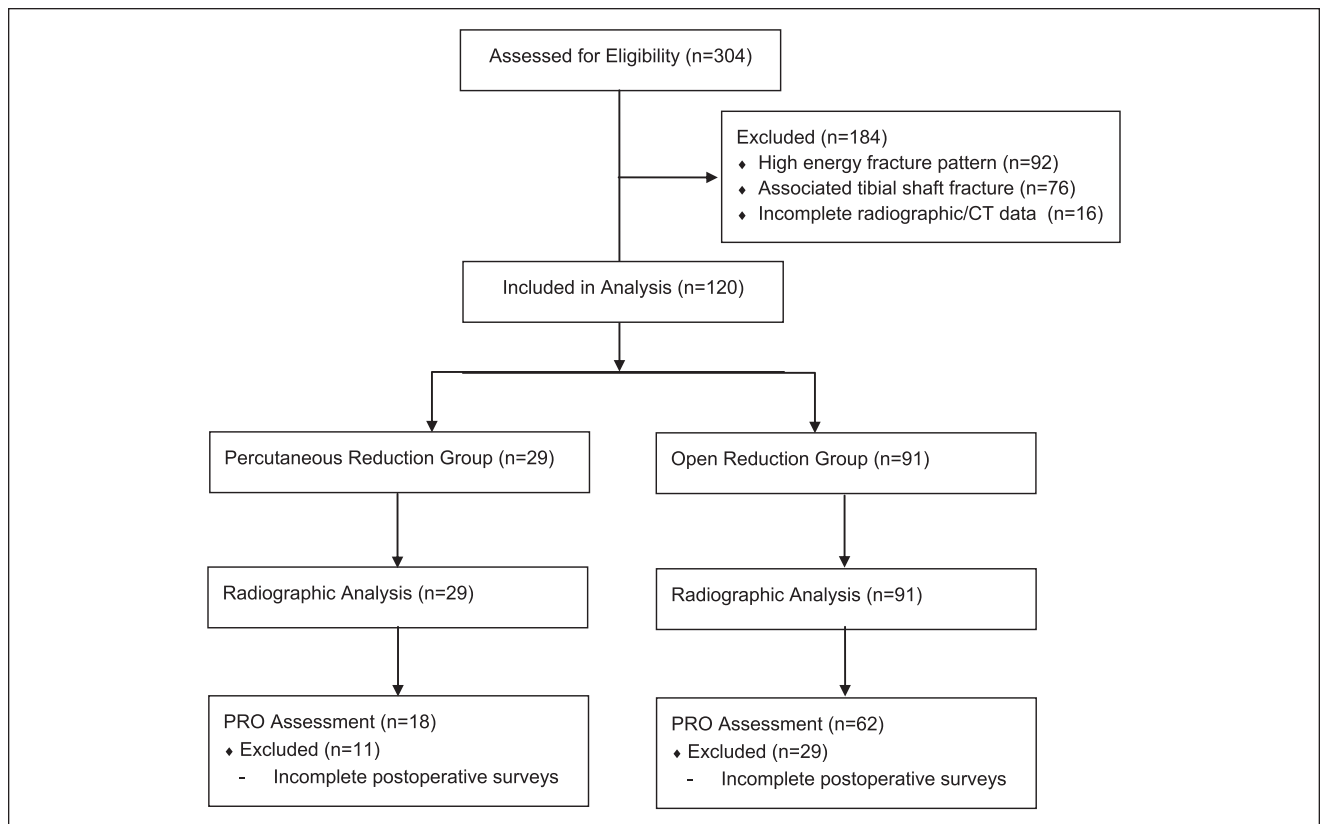 Assessed for Eligibility (n=304)
Excluded (n=184)
♦ High energy fracture pattern (n=92)
♦ Associated tibial shaft fracture (n=76)
♦ Incomplete radiographic/CT data (n=16)
Included in Analysis (n=120)
Percutaneous Reduction Group (n=29)
Open Reduction Group (n=91)
Radiographic Analysis (n=29)
Radiographic Analysis (n=91)
PRO Assessment (n=18)
♦ Excluded (n=11)
- Incomplete postoperative surveys
PRO Assessment (n=62)
♦ Excluded (n=29)
- Incomplete postoperative surveys